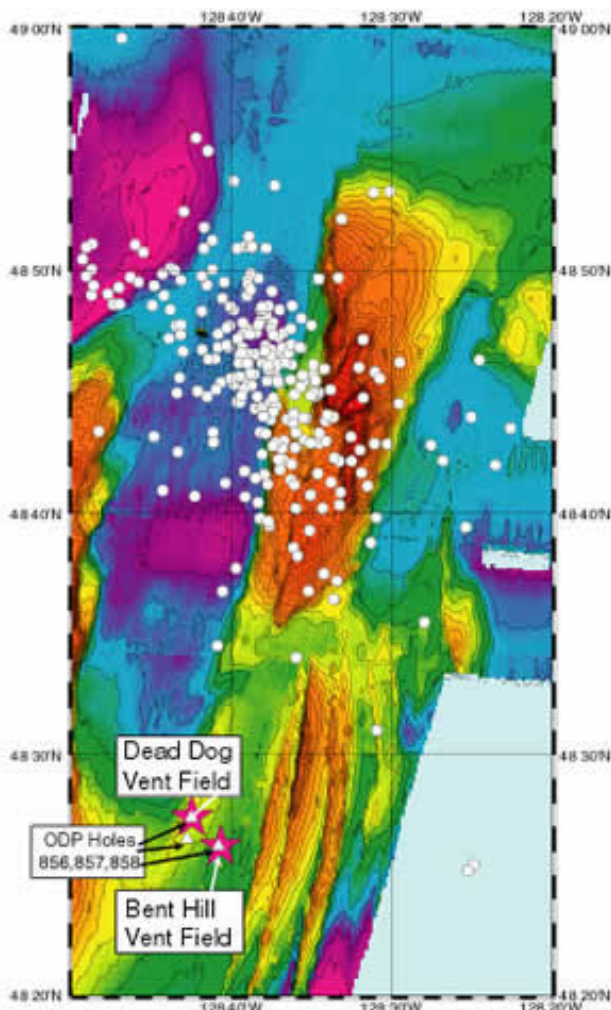 128 40'W 128 30'W 128 20'W
49 00'N 49 00'N
48 50'N 48 50'N
48 40'N 48 40'N
48 30'N 48 30'N
Dead Dog
Vent Field
ODP Holes
856,857,858
Bent Hill
Vent Field
48 20'N 48 20'N
128 40'W 128 30'W 128 20'W